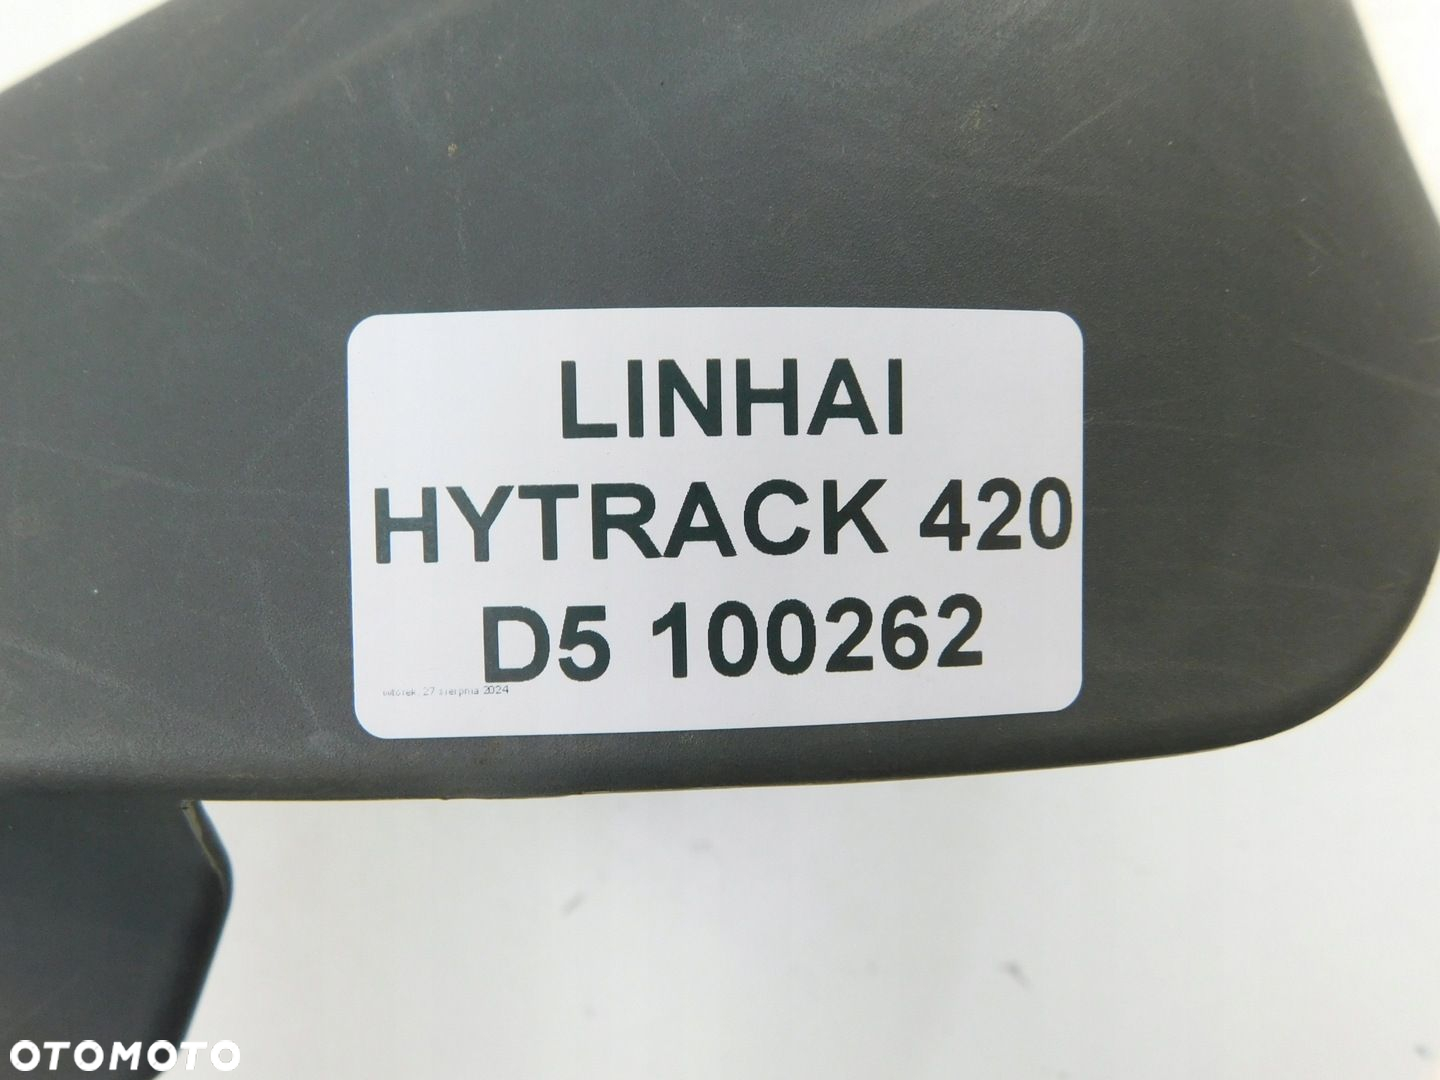 LINHAI
HYTRACK 420
D5 100262
wtorek, 27 sierpnia 2024
OTOMOTO